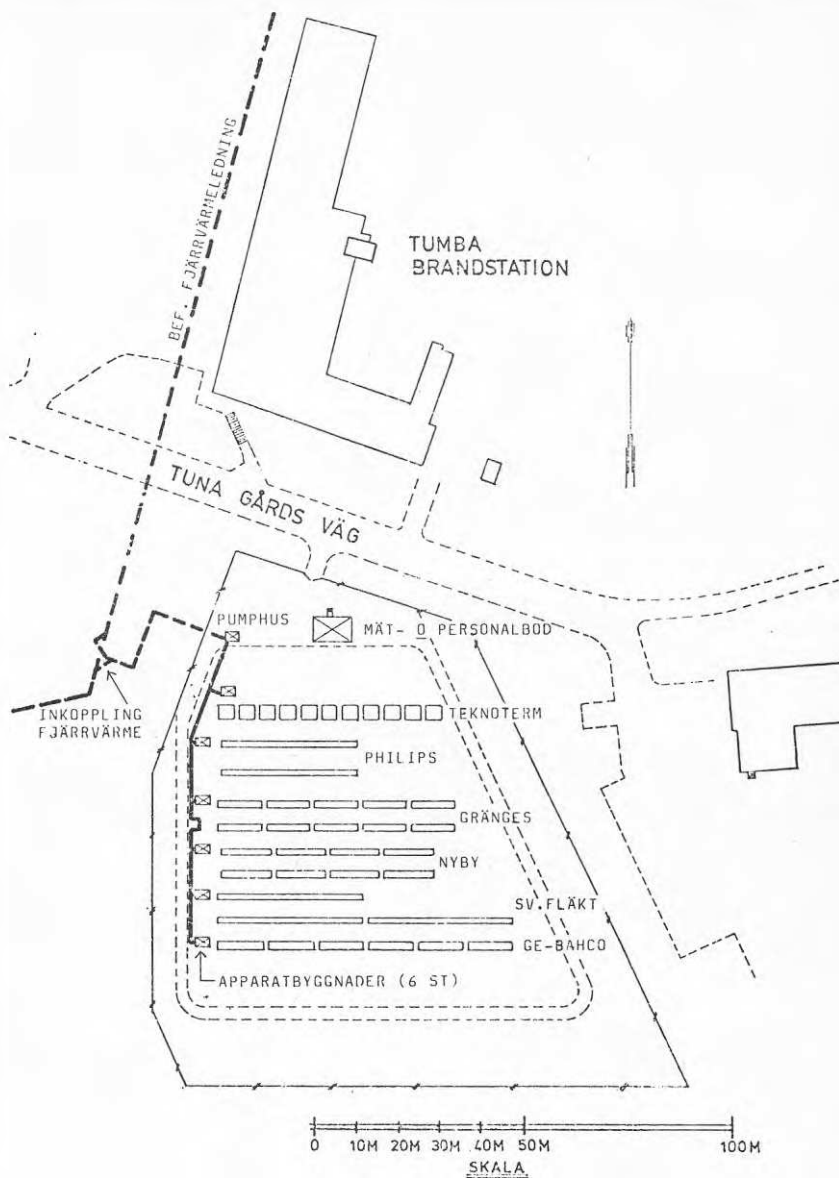 BEF. FJÄRRVÄRMELEDNING
TUMBA
BRANDSTATION
TUNA GÅRDS VÄG
PUMPHUS
MÄT- O PERSONALBOD
INKOPPLING
FJÄRRVÄRME
TEKNOTERM
PHILIPS
GRÄNGES
NYBY
SV.FLÄKT
GE-BAHCO
APPARATBYGGNADER (6 ST)
0 10M 20M 30M 40M 50M 100M
SKALA